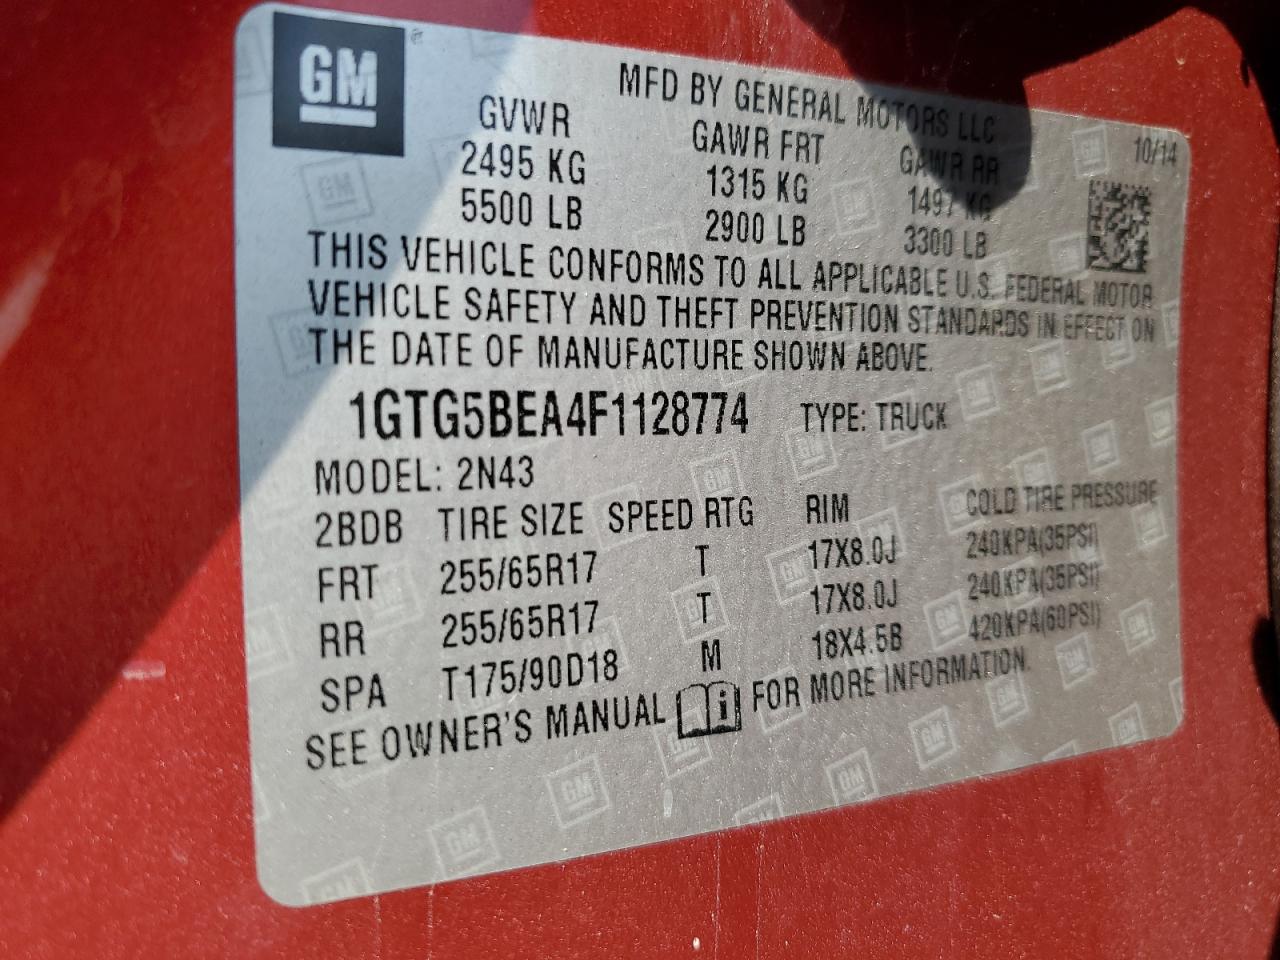 GM
MFD BY GENERAL MOTORS LLC
GVWR GAWR FRT GAWR RR 10/14
2495 KG 1315 KG 1497 KG
5500 LB 2900 LB 3300 LB
THIS VEHICLE CONFORMS TO ALL APPLICABLE U.S. FEDERAL MOTOR
VEHICLE SAFETY AND THEFT PREVENTION STANDARDS IN EFFECT ON
THE DATE OF MANUFACTURE SHOWN ABOVE.
1GTG5BEA4F1128774 TYPE: TRUCK
MODEL: 2N43
2BDB TIRE SIZE SPEED RTG RIM COLD TIRE PRESSURE
FRT 255/65R17 T 17X8.0J 240KPA(35PSI)
RR 255/65R17 T 17X8.0J 240KPA(35PSI)
SPA T175/90D18 M 18X4.5B 420KPA(60PSI)
SEE OWNER'S MANUAL i FOR MORE INFORMATION.